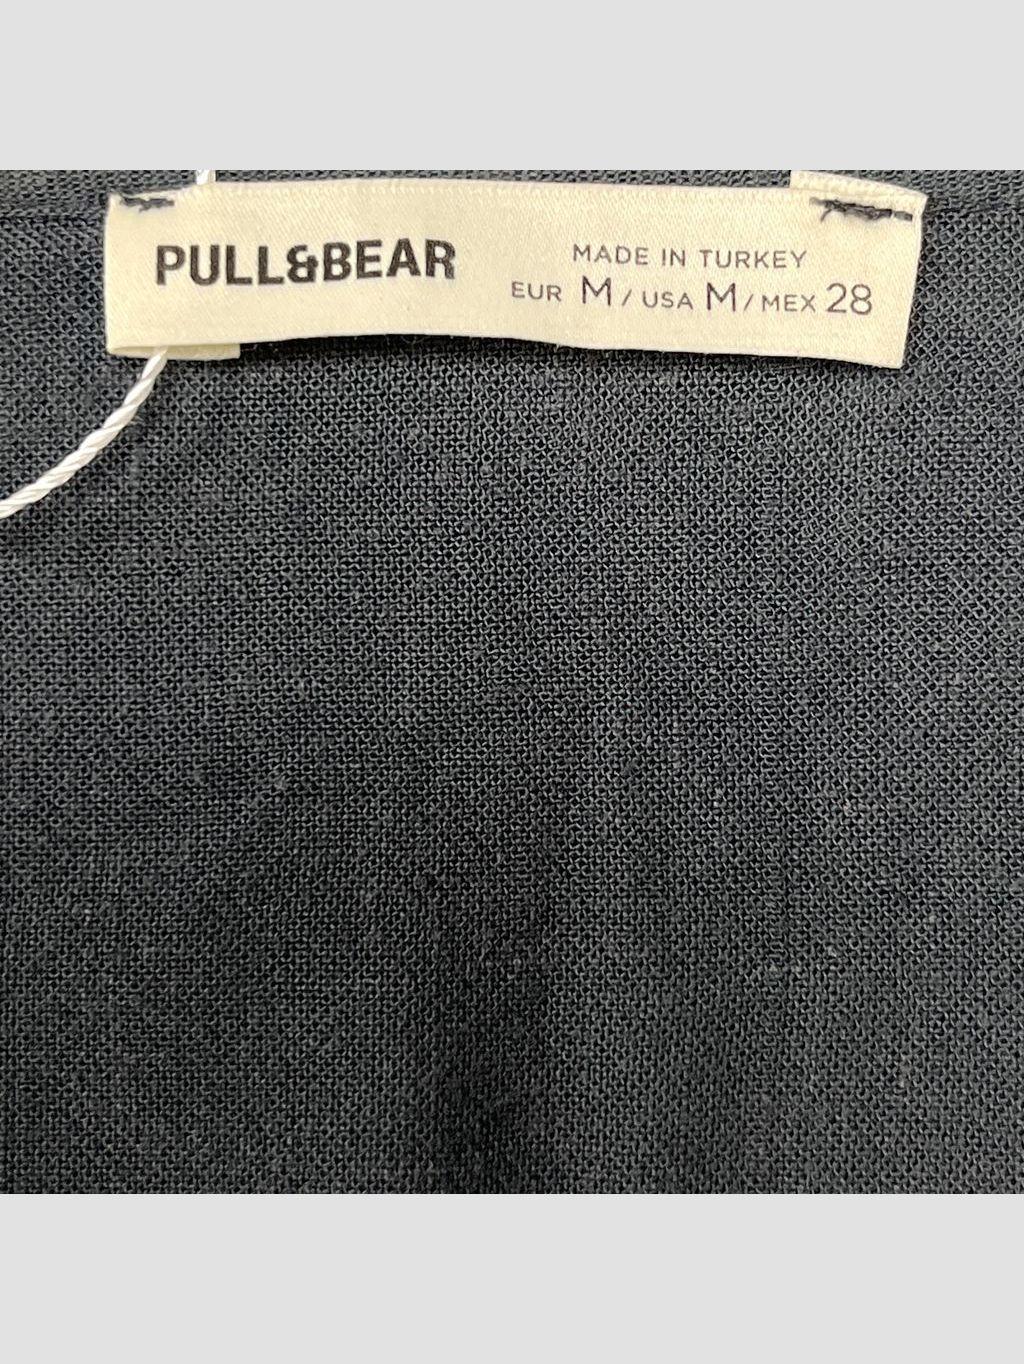 PULL&BEAR
MADE IN TURKEY
EUR M / USA M / MEX 28